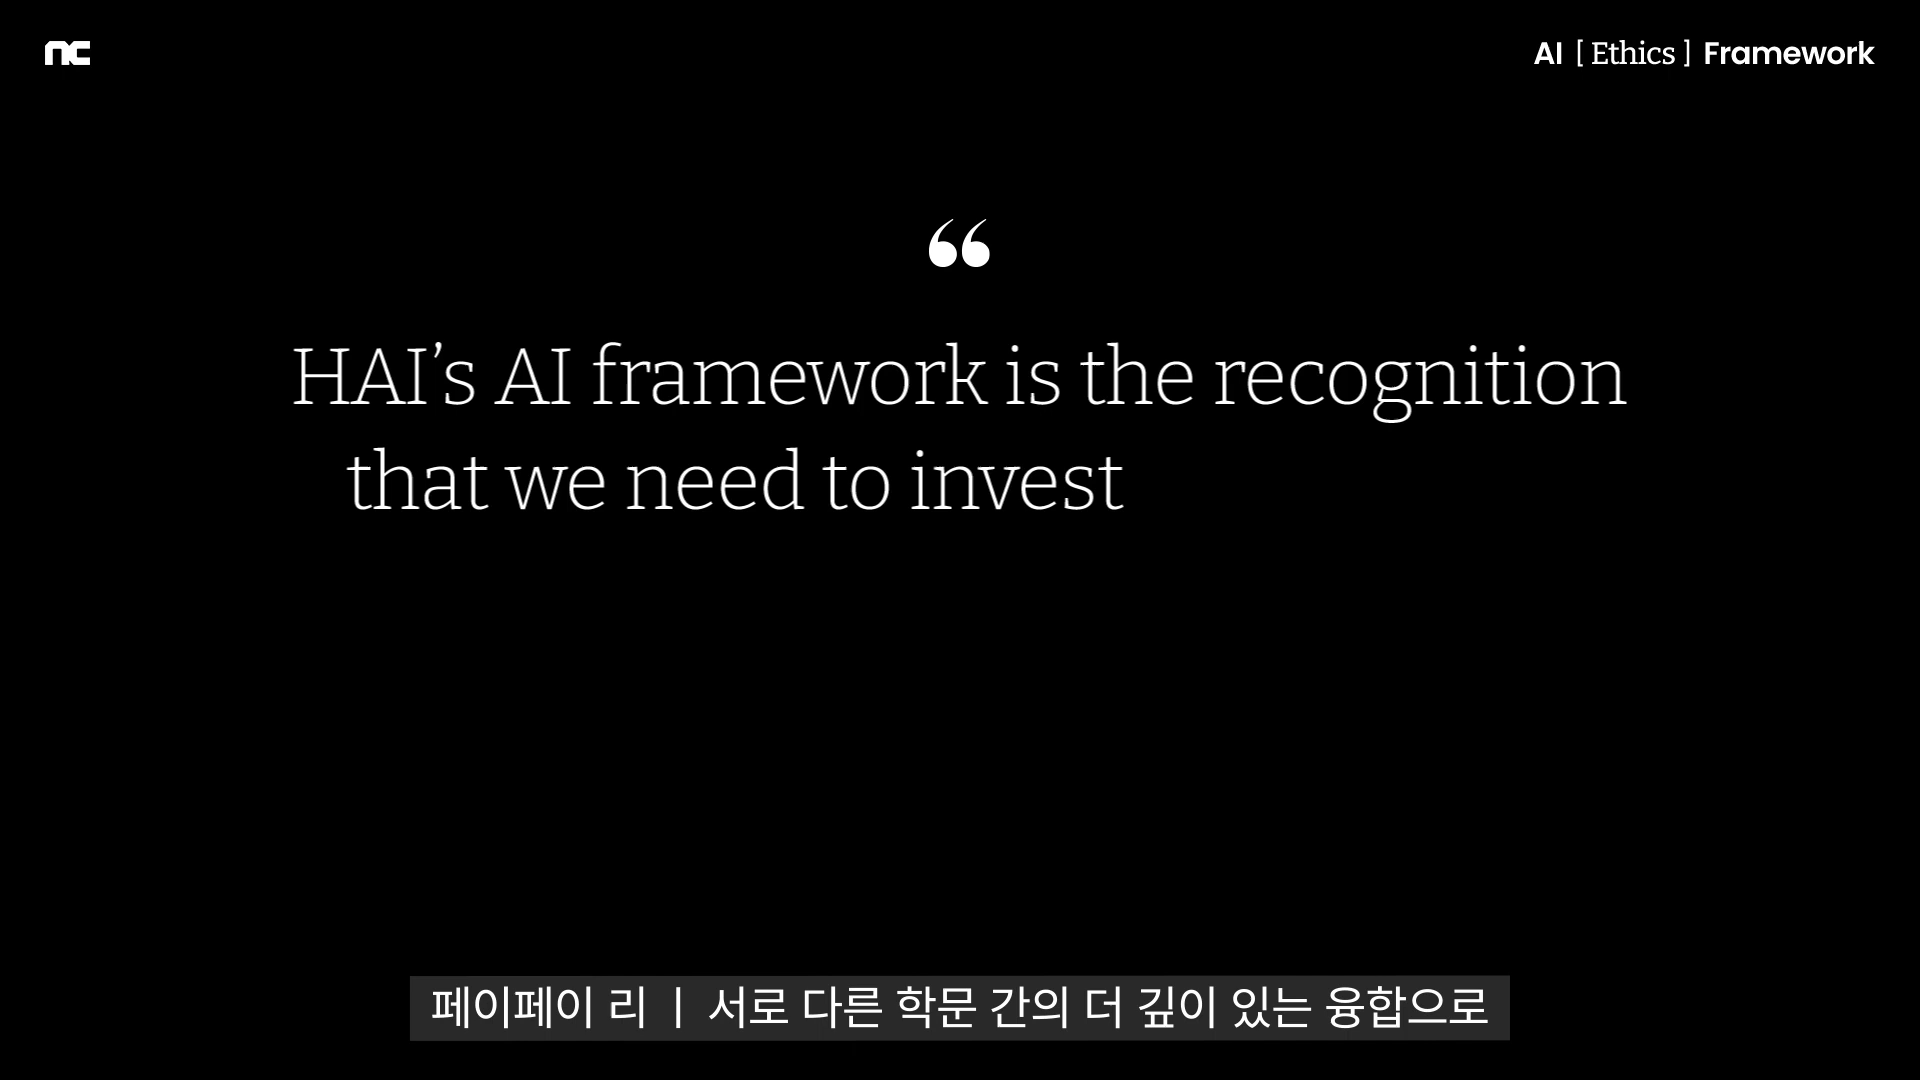 nc
AI [ Ethics ] Framework
“
HAI’s AI framework is the recognition
that we need to invest
페이페이 리 | 서로 다른 학문 간의 더 깊이 있는 융합으로